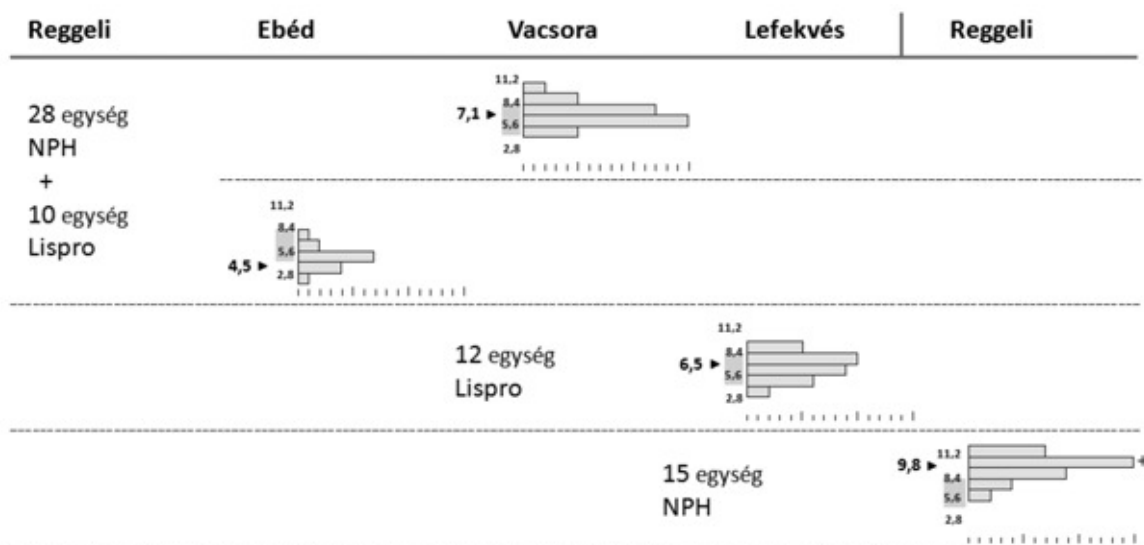 Reggeli Ebéd Vacsora Lefekvés Reggeli
28 egység
NPH
+
10 egység
Lispro
11,2
8,4
7,1 ►
5,6
2,8
11,2
8,4
5,6
4,5 ►
2,8
12 egység
Lispro
11,2
8,4
6,5 ►
5,6
2,8
15 egység
NPH
11,2
9,8 ►
8,4
5,6
2,8
+